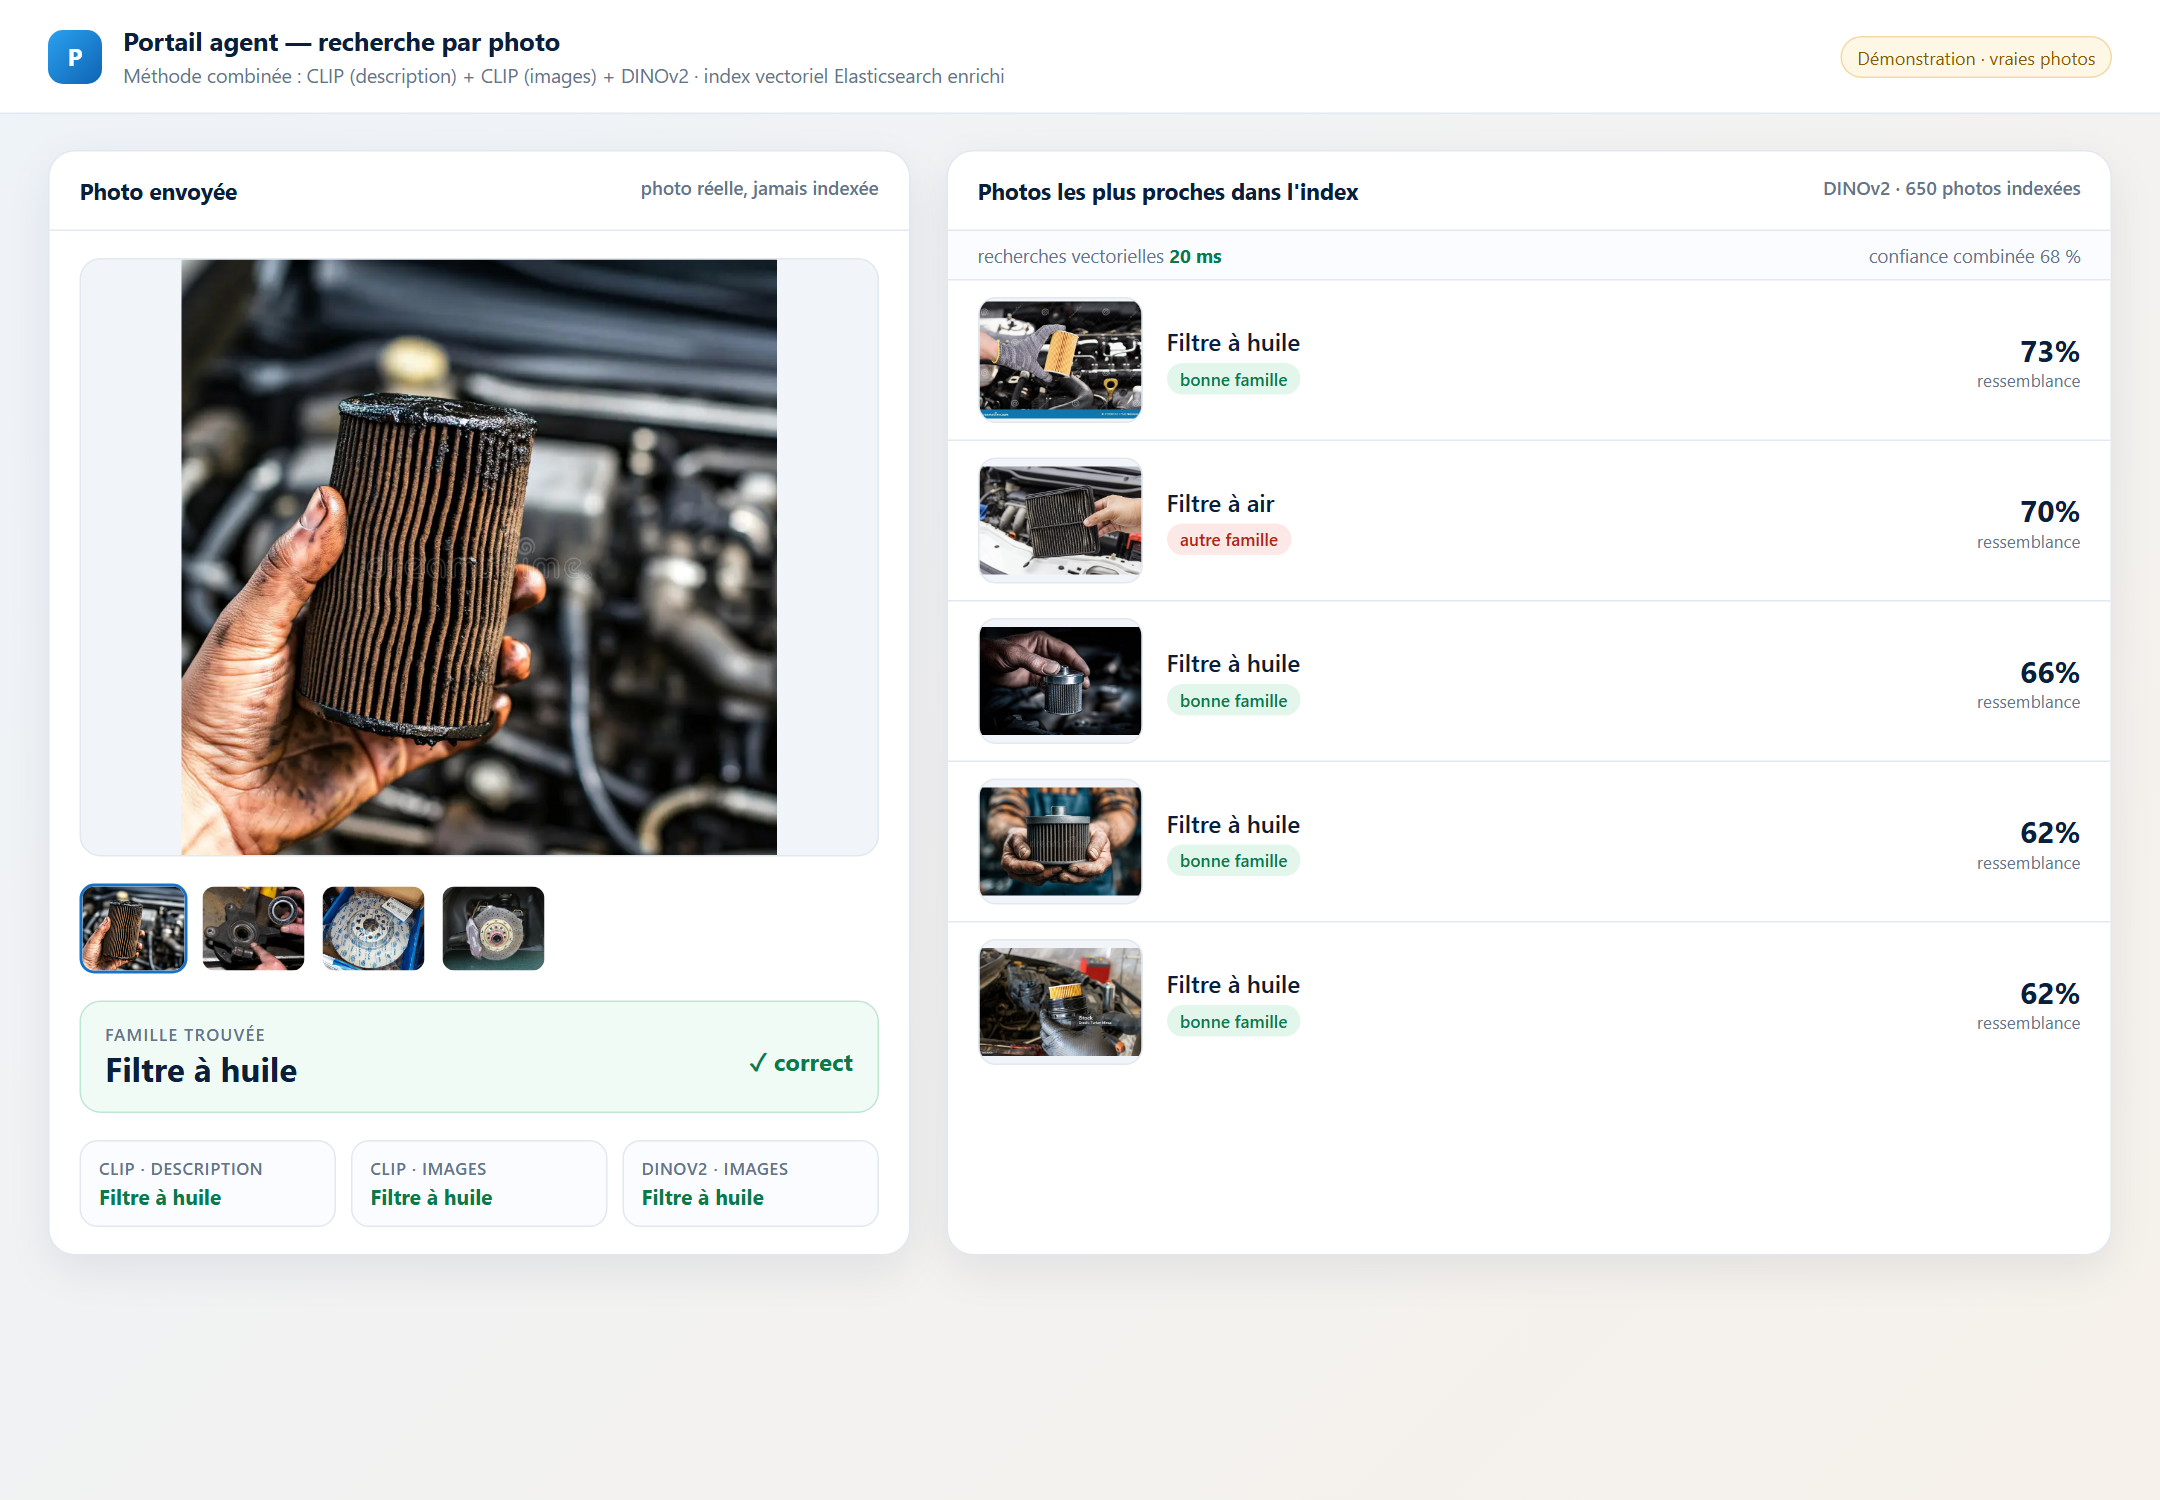 P
Portail agent — recherche par photo
Méthode combinée : CLIP (description) + CLIP (images) + DINOv2 · index vectoriel Elasticsearch enrichi
Démonstration · vraies photos
Photo envoyée
photo réelle, jamais indexée
dreamstime
FAMILLE TROUVÉE
Filtre à huile
✓ correct
CLIP · DESCRIPTION
Filtre à huile
CLIP · IMAGES
Filtre à huile
DINOV2 · IMAGES
Filtre à huile
Photos les plus proches dans l'index
DINOv2 · 650 photos indexées
recherches vectorielles 20 ms
confiance combinée 68 %
Filtre à huile
bonne famille
73%
ressemblance
Filtre à air
autre famille
70%
ressemblance
Filtre à huile
bonne famille
66%
ressemblance
Filtre à huile
bonne famille
62%
ressemblance
Filtre à huile
bonne famille
62%
ressemblance